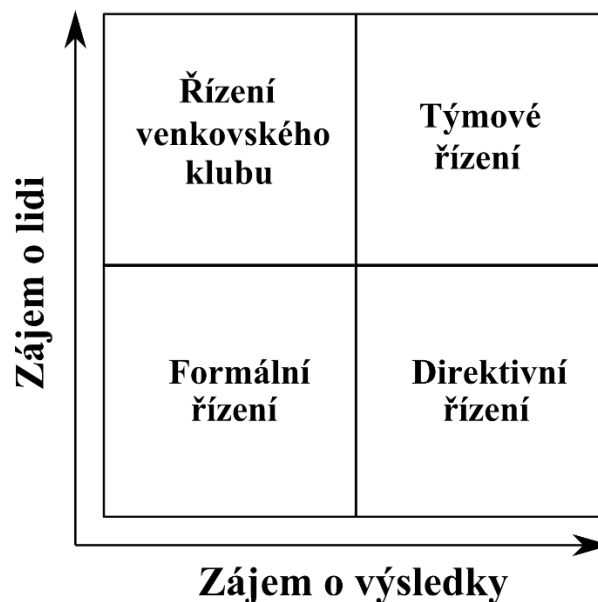 Řízení
venkovského
klubu
Týmové
řízení
Zájem o lidi
Formální
řízení
Direktivní
řízení
Zájem o výsledky